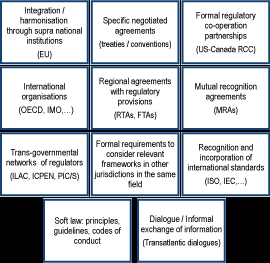 Integration /
harmonisation
through supra national
institutions
(EU)
Specific negotiated
agreements
(treaties / conventions)
Formal regulatory
co-operation
partnerships
(US-Canada RCC)
International
organisations
(OECD, IMO,…)
Regional agreements
with regulatory
provisions
(RTAs, FTAs)
Mutual recognition
agreements
(MRAs)
Trans-governmental
networks of regulators
(ILAC, ICPEN, PIC/S)
Formal requirements to
consider relevant
frameworks in other
jurisdictions in the same
field
Recognition and
incorporation of
international standards
(ISO, IEC,…)
Soft law: principles,
guidelines, codes of
conduct
Dialogue / Informal
exchange of information
(Transatlantic dialogues)